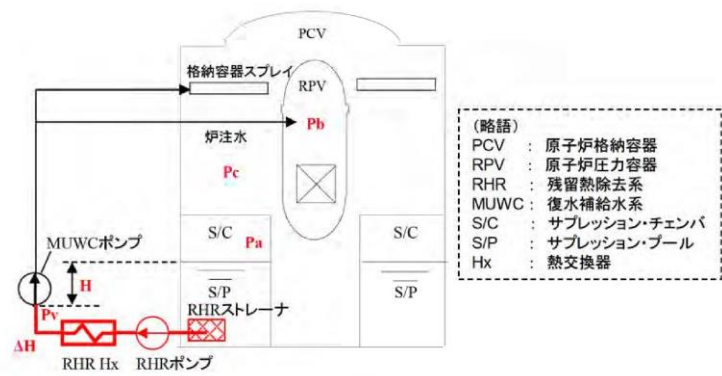 PCV
格納容器スプレイ
RPV
Pb
炉注水
Pc
S/C
Pa
S/C
MUWCポンプ
H
S/P
S/P
Pv
RHRストレーナ
ΔH
RHR Hx
RHRポンプ
(略語)
PCV : 原子炉格納容器
RPV : 原子炉圧力容器
RHR : 残留熱除去系
MUWC : 復水補給水系
S/C : サプレッション・チェンバ
S/P : サプレッション・プール
Hx : 熱交換器